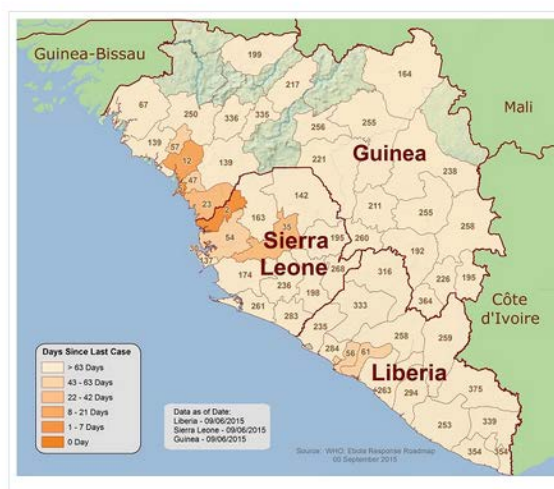 Guinea-Bissau
199
217
164
Mali
67
250
336
335
255
256
139
57
12
139
221
Guinea
47
238
23
2
142
211
255
258
163
35
54
Sierra
Leone
195
260
192
137
174
236
268
316
226
195
198
364
261
283
333
Côte
d'Ivoire
235
258
259
284
58
61
Liberia
263
294
375
253
339
354
354
Days Since Last Case
> 63 Days
43 - 63 Days
22 - 42 Days
8 - 21 Days
1 - 7 Days
0 Day
Data as of Date:
Liberia - 09/06/2015
Sierra Leone - 09/06/2015
Guinea - 09/06/2015
Source: WHO: Ebola Response Roadmap
05 September 2015